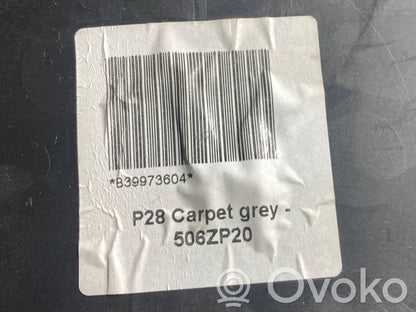 *B39973604*
P28 Carpet grey -
506ZP20
Ovoko